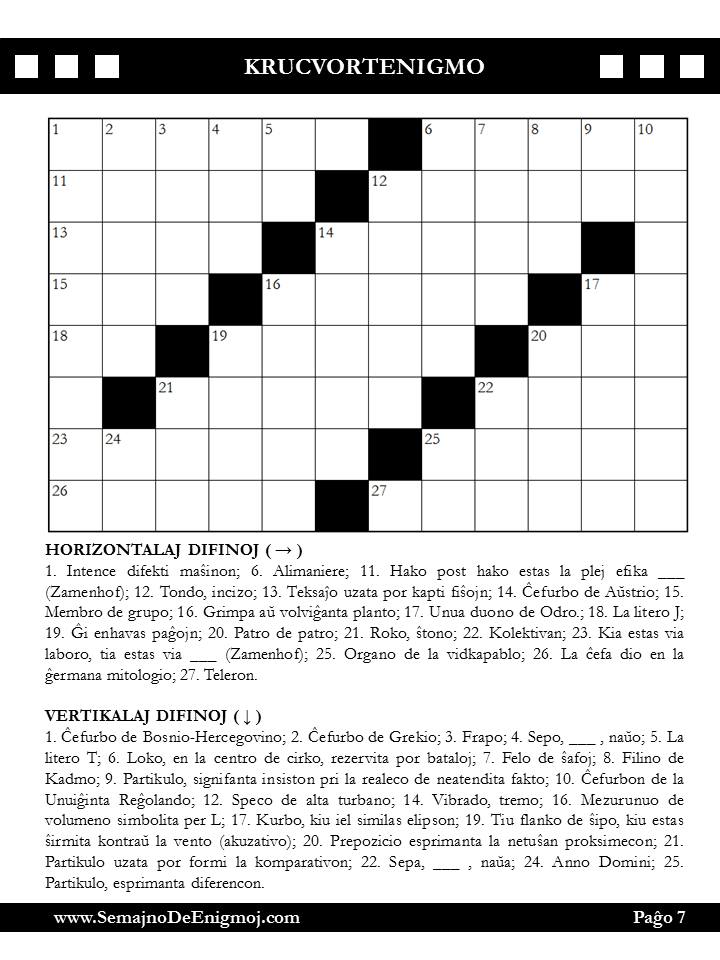 KRUCVORTENIGMO
1 2 3 4 5 6 7 8 9 10
11 12
13 14
15 16 17
18 19 20
21 22
23 24 25
26 27
HORIZONTALAJ DIFINOJ ( → )
1. Intence difekti maŝinon; 6. Alimaniere; 11. Hako post hako estas la plej efika ___
(Zamenhof); 12. Tondo, incizo; 13. Teksaĵo uzata por kapti fiŝojn; 14. Ĉefurbo de Aŭstrio; 15.
Membro de grupo; 16. Grimpa aŭ volviĝanta planto; 17. Unua duono de Odro.; 18. La litero J;
19. Ĝi enhavas paĝojn; 20. Patro de patro; 21. Roko, ŝtono; 22. Kolektivan; 23. Kia estas via
laboro, tia estas via ___ (Zamenhof); 25. Organo de la vidkapablo; 26. La ĉefa dio en la
ĝermana mitologio; 27. Teleron.
VERTIKALAJ DIFINOJ ( ↓ )
1. Ĉefurbo de Bosnio-Hercegovino; 2. Ĉefurbo de Grekio; 3. Frapo; 4. Sepo, ___ , naŭo; 5. La
litero T; 6. Loko, en la centro de cirko, rezervita por bataloj; 7. Felo de ŝafoj; 8. Filino de
Kadmo; 9. Partikulo, signifanta insiston pri la realeco de neatendita fakto; 10. Ĉefurbon de la
Unuiĝinta Reĝolando; 12. Speco de alta turbano; 14. Vibrado, tremo; 16. Mezurunuo de
volumeno simbolita per L; 17. Kurbo, kiu iel similas elipson; 19. Tiu flanko de ŝipo, kiu estas
ŝirmita kontraŭ la vento (akuzativo); 20. Prepozicio esprimanta la netuŝan proksimecon; 21.
Partikulo uzata por formi la komparativon; 22. Sepa, ___ , naŭa; 24. Anno Domini; 25.
Partikulo, esprimanta diferencon.
www.SemajnoDeEnigmoj.com Paĝo 7